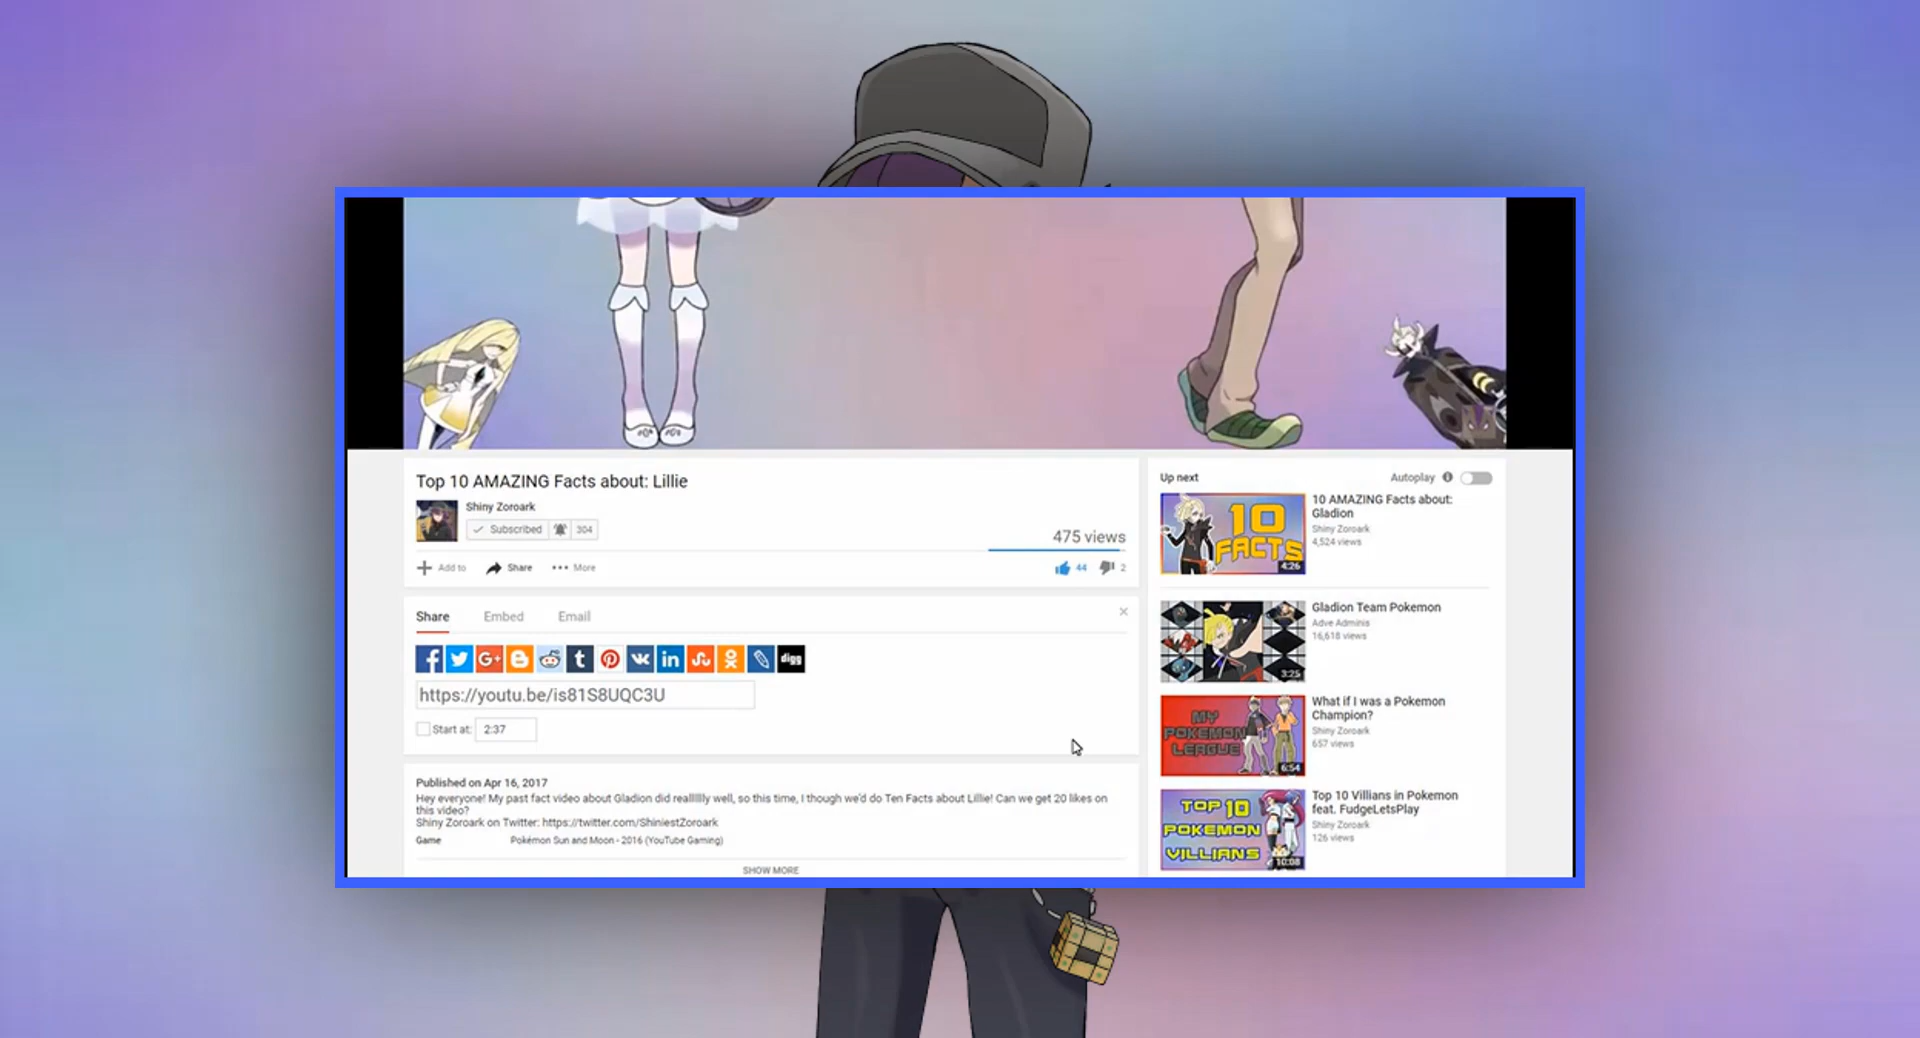 Top 10 AMAZING Facts about: Lillie
Shiny Zoroark
Subscribed 304
475 views
Add to Share More
44 2
Share Embed Email
G+ t in digg
https://youtu.be/is81S8UQC3U
Start at: 2:37
Published on Apr 16, 2017
Hey everyone! My past fact video about Gladion did realllllly well, so this time, I though we'd do Ten Facts about Lillie! Can we get 20 likes on
this video?
Shiny Zoroark on Twitter: https://twitter.com/ShiniestZoroark
Game Pokémon Sun and Moon - 2016 (YouTube Gaming)
SHOW MORE
Up next Autoplay
10
FACTS
4:26
10 AMAZING Facts about:
Gladion
Shiny Zoroark
4,524 views
3:25
Gladion Team Pokemon
Adve Adminis
16,618 views
MY
POKEMON
LEAGUE
6:54
What if I was a Pokemon
Champion?
Shiny Zoroark
657 views
TOP 10
POKEMON
VILLIANS
10:08
Top 10 Villians in Pokemon
feat. FudgeLetsPlay
Shiny Zoroark
126 views